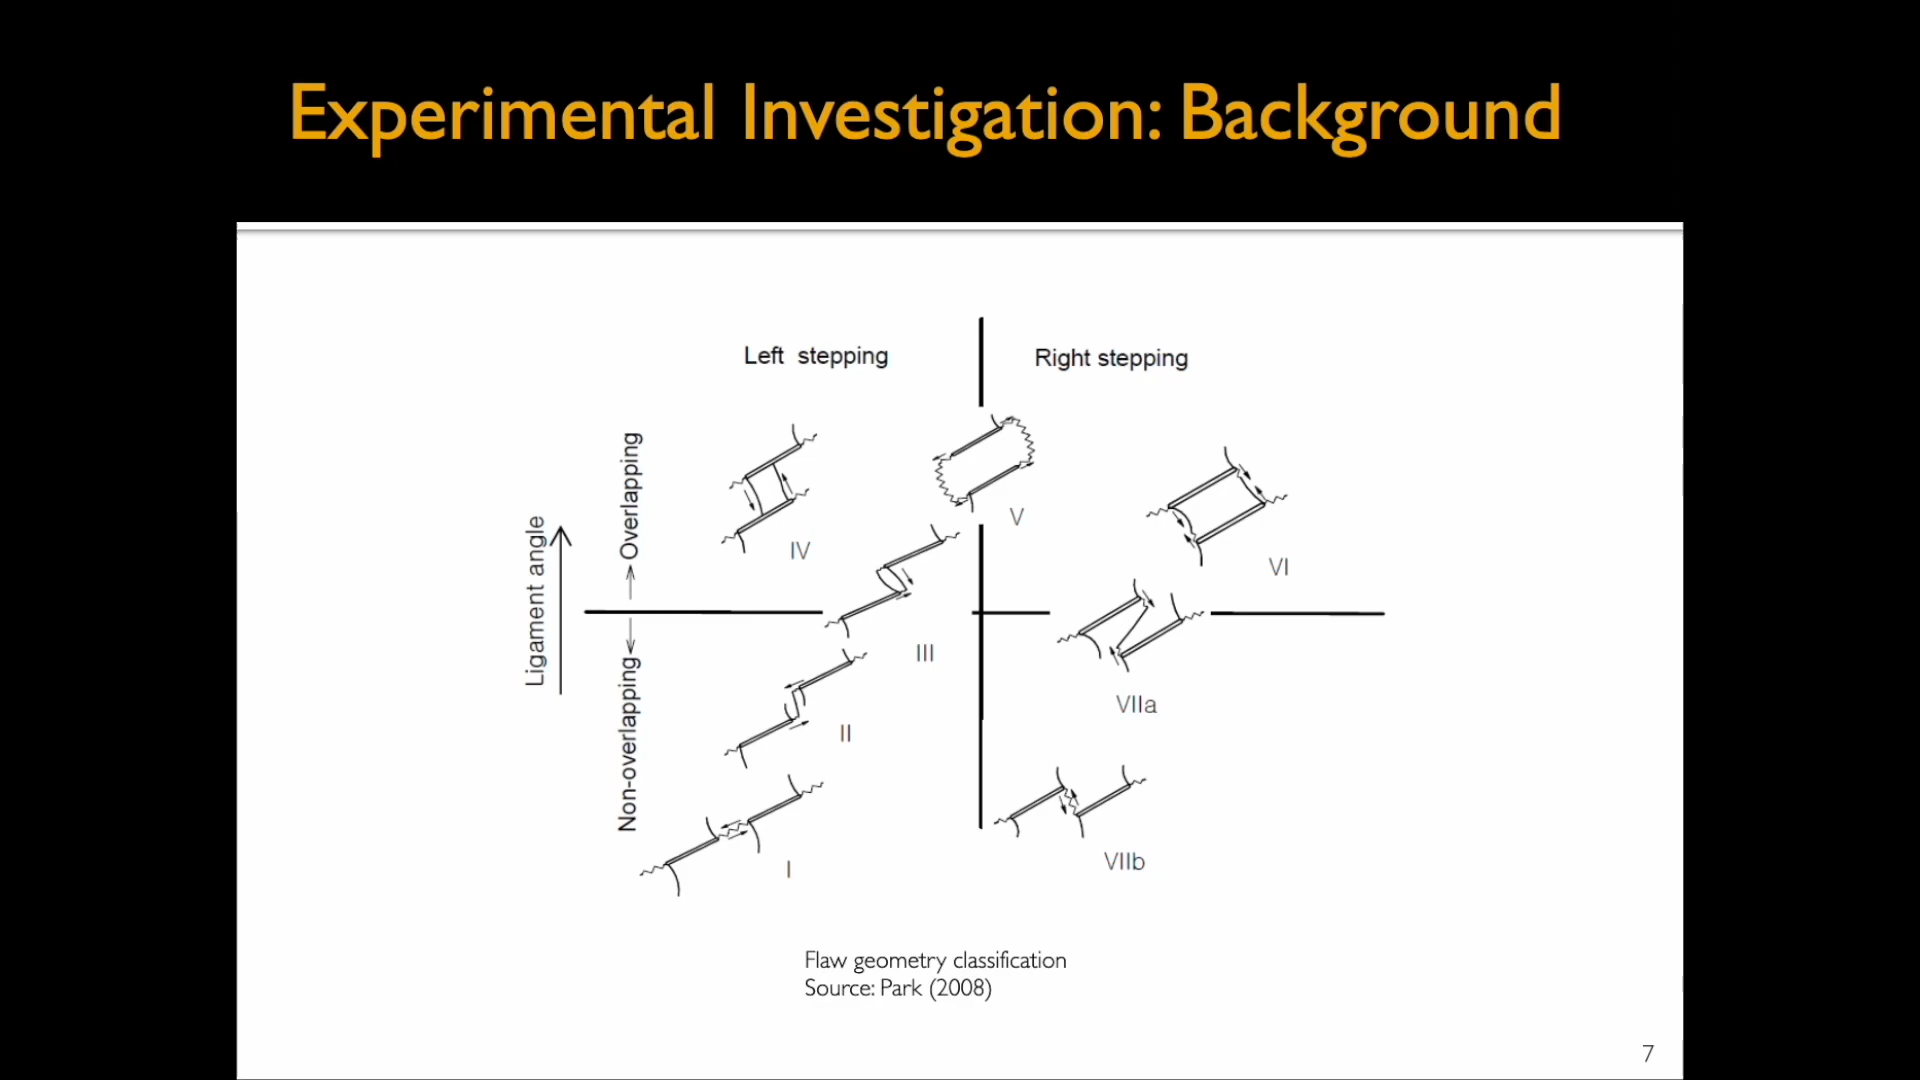 Experimental Investigation: Background
Left stepping
Right stepping
Ligament angle
Overlapping
Non-overlapping
IV
V
VI
III
VIIa
II
VIIb
I
Flaw geometry classification
Source: Park (2008)
7